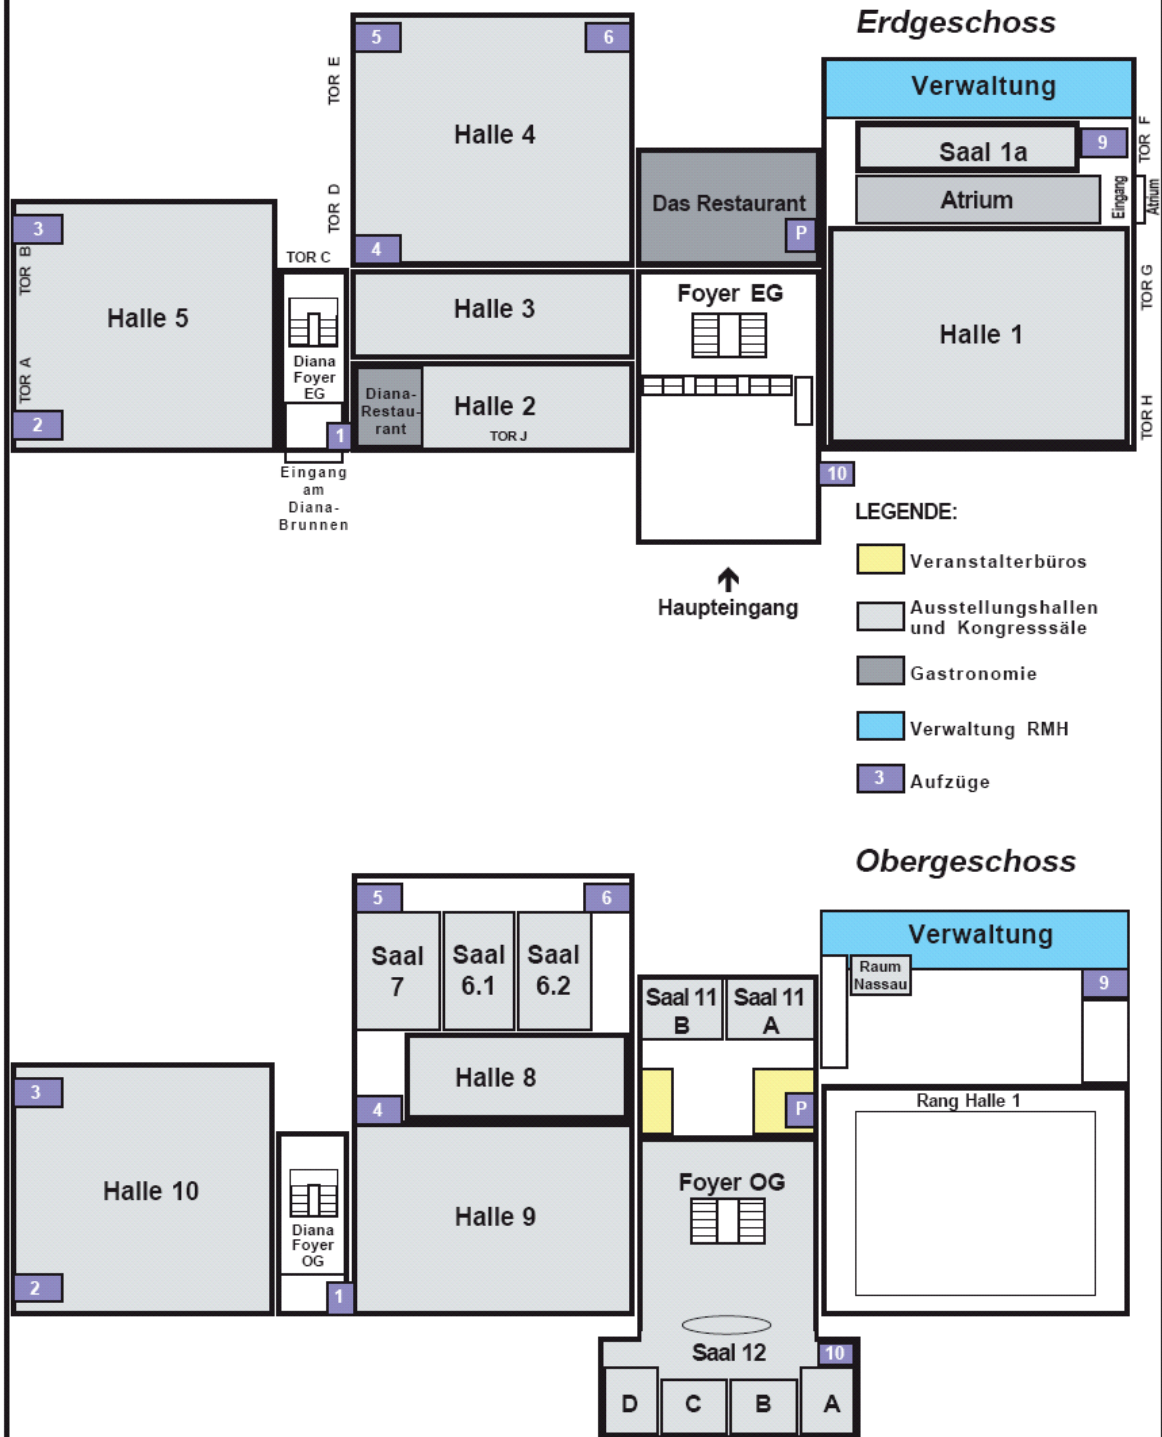 Erdgeschoss
5
6
TOR E
Halle 4
TOR D
4
Verwaltung
Saal 1a
9
TOR F
Atrium
Eingang
Atrium
Das Restaurant
P
3
TOR B
Halle 5
TOR A
2
TOR C
Diana
Foyer
EG
1
Eingang
am
Diana-
Brunnen
Halle 3
Diana-
Restau-
rant
Halle 2
TOR J
Foyer EG
Halle 1
TOR G
TOR H
10
Haupteingang
LEGENDE:
Veranstalterbüros
Ausstellungshallen
und Kongresssäle
Gastronomie
Verwaltung RMH
3
Aufzüge
Obergeschoss
5
6
Saal
7
Saal
6.1
Saal
6.2
Halle 8
4
Saal 11
B
Saal 11
A
P
Verwaltung
Raum
Nassau
9
Rang Halle 1
3
Halle 10
2
Diana
Foyer
OG
1
Halle 9
Foyer OG
Saal 12
10
D
C
B
A